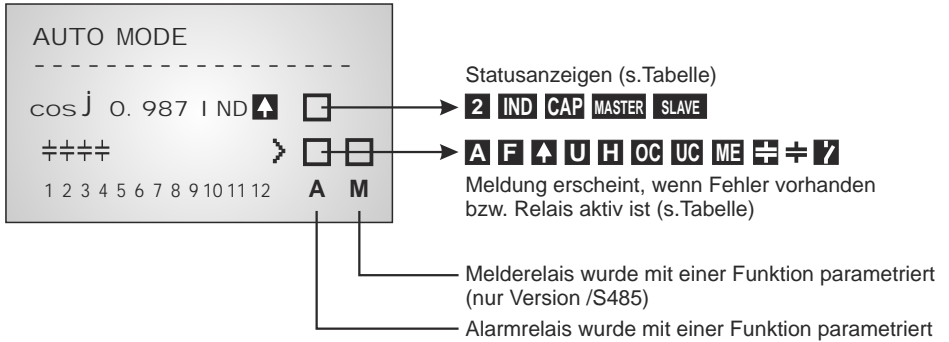 AUTO MODE
- - - - - - - - - - - - - - - - - - -
cos j 0. 987 I ND
1 2 3 4 5 6 7 8 9 10 11 12 A M
Statusanzeigen (s.Tabelle)
2 IND CAP MASTER SLAVE
A F U H OC UC ME
Meldung erscheint, wenn Fehler vorhanden
bzw. Relais aktiv ist (s.Tabelle)
Melderelais wurde mit einer Funktion parametriert
(nur Version /S485)
Alarmrelais wurde mit einer Funktion parametriert